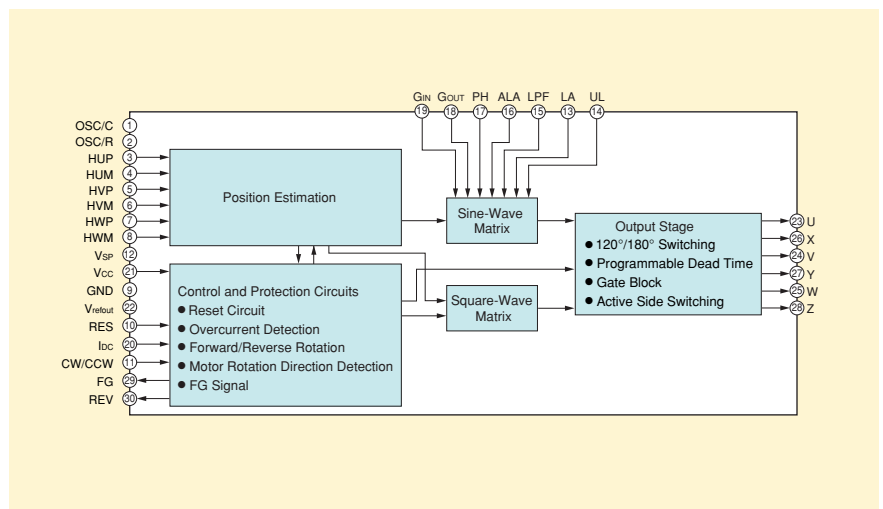 GIN GOUT PH ALA LPF LA UL
19 18 17 16 15 13 14
OSC/C 1
OSC/R 2
HUP 3
HUM 4
HVP 5
HVM 6
HWP 7
HWM 8
VSP 12
VCC 21
GND 9
Vrefout 22
RES 10
IDC 20
CW/CCW 11
FG 29
REV 30
Position Estimation
Control and Protection Circuits
● Reset Circuit
● Overcurrent Detection
● Forward/Reverse Rotation
● Motor Rotation Direction Detection
● FG Signal
Sine-Wave
Matrix
Square-Wave
Matrix
Output Stage
● 120°/180° Switching
● Programmable Dead Time
● Gate Block
● Active Side Switching
23 U
26 X
24 V
27 Y
25 W
28 Z